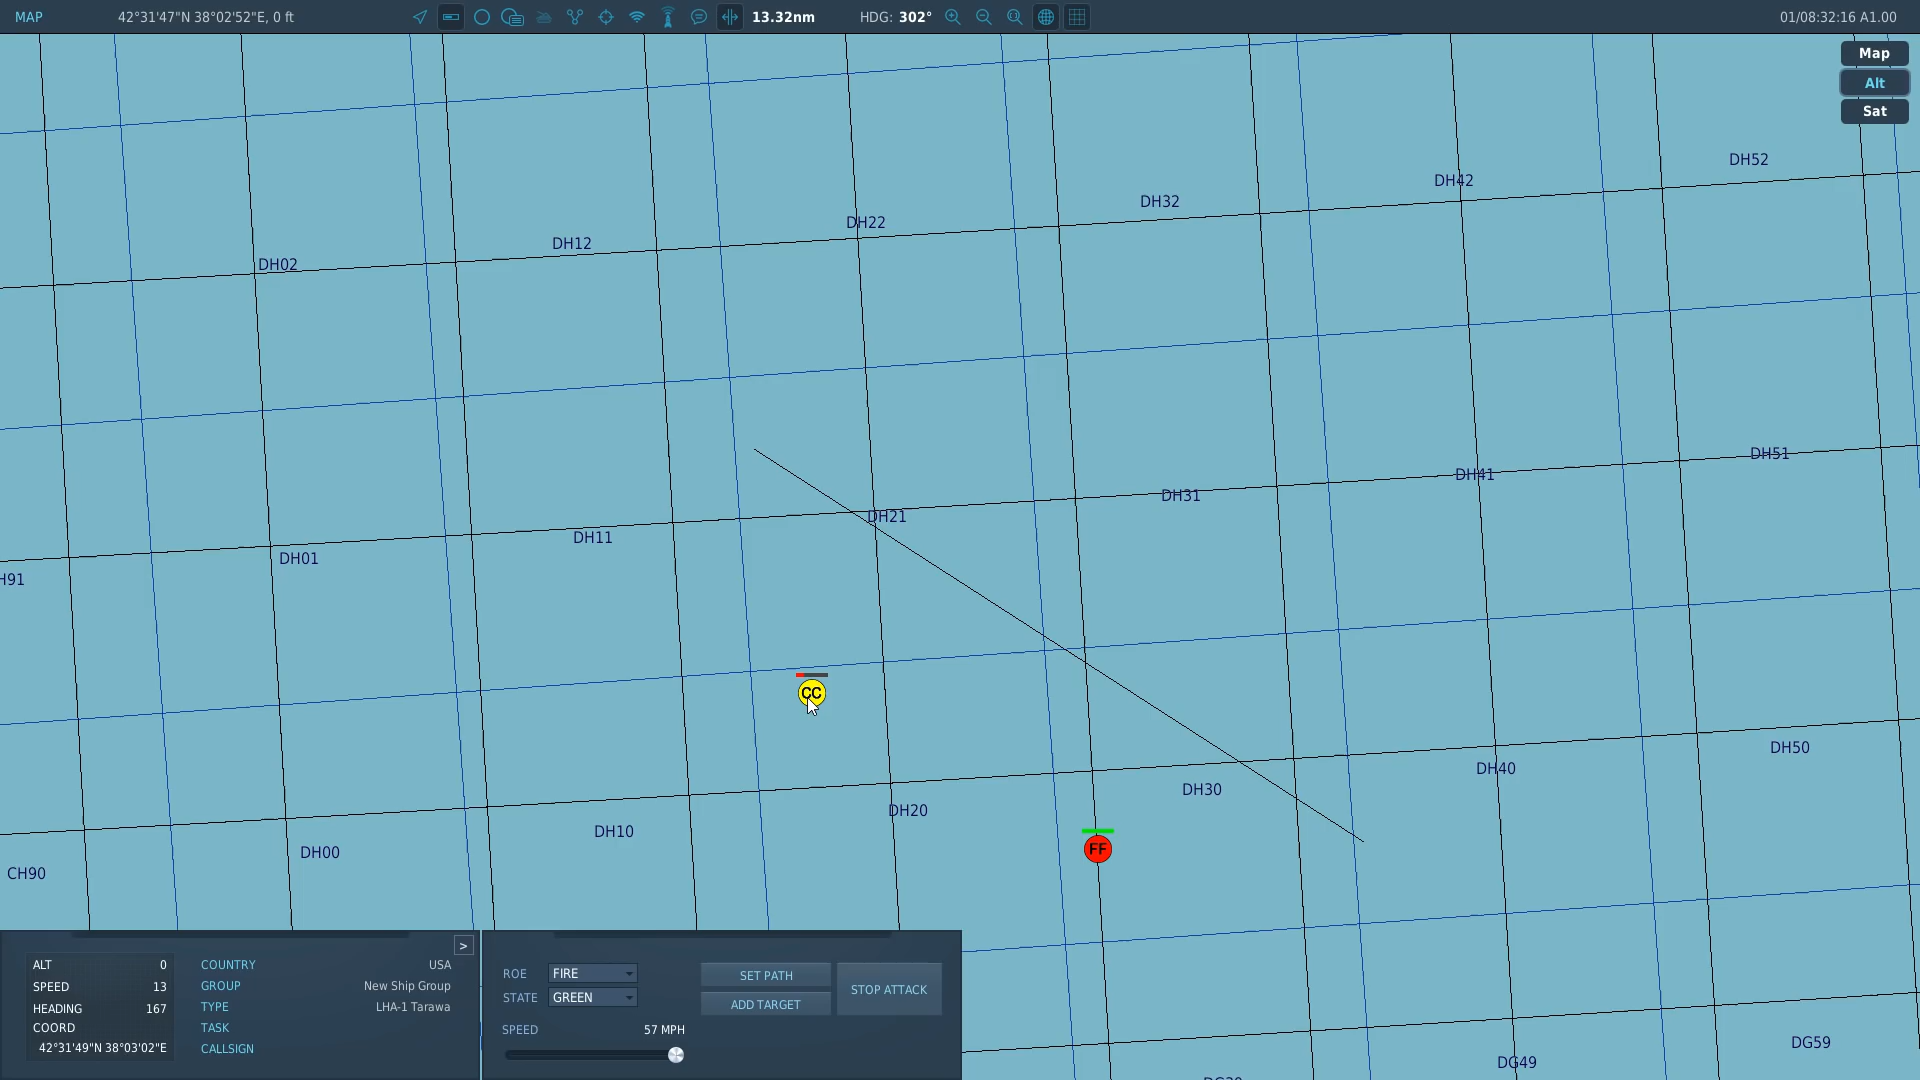 MAP 42°31'47"N 38°02'52"E, 0 ft 13.32nm HDG: 302° 01/08:32:16 A1.00
Map
Alt
Sat
DH52
DH42
DH32
DH22
DH12
DH02
DH51
DH41
DH31
DH21
DH11
DH01
H91
CC
DH50
DH40
DH30
DH20
DH10
DH00
CH90
FF
DG59
DG49
>
ALT 0
SPEED 13
HEADING 167
COORD
42°31'49"N 38°03'02"E
COUNTRY USA
GROUP New Ship Group
TYPE LHA-1 Tarawa
TASK
CALLSIGN
ROE FIRE
STATE GREEN
SPEED 57 MPH
SET PATH
ADD TARGET
STOP ATTACK